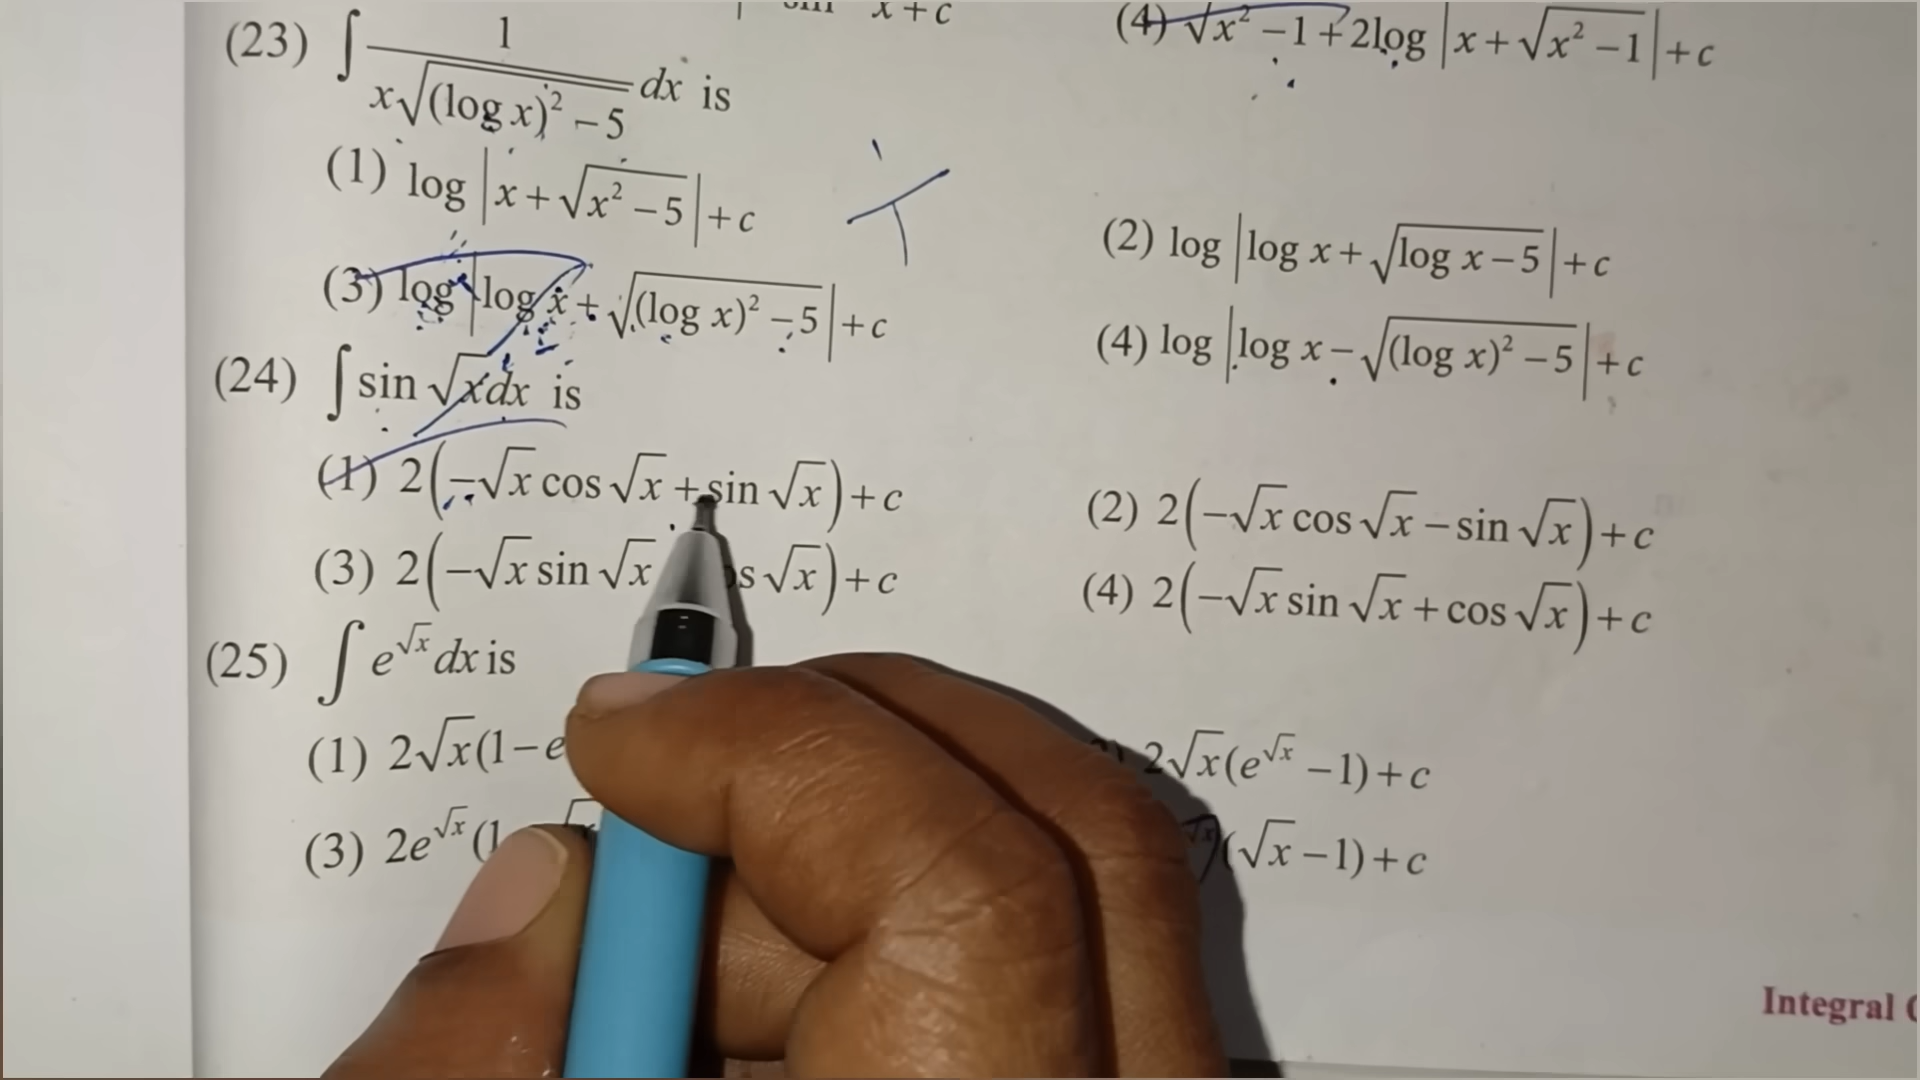 x + c
(4) √x² − 1 + 2log |x + √x² − 1| + c
(23) ∫ 1 / x√(log x)² − 5 dx is
(1) log |x + √x² − 5| + c
(2) log |log x + √log x − 5| + c
(3) log |log x + √(log x)² − 5| + c
(4) log |log x − √(log x)² − 5| + c
(24) ∫ sin √x dx is
(1) 2(−√x cos √x + sin √x) + c
(2) 2(−√x cos √x − sin √x) + c
(3) 2(−√x sin √x √x) + c
(4) 2(−√x sin √x + cos √x) + c
(25) ∫ e^√x dx is
(1) 2√x(1 − e
2√x(e^√x − 1) + c
(3) 2e^√x(1
(√x − 1) + c
Integral